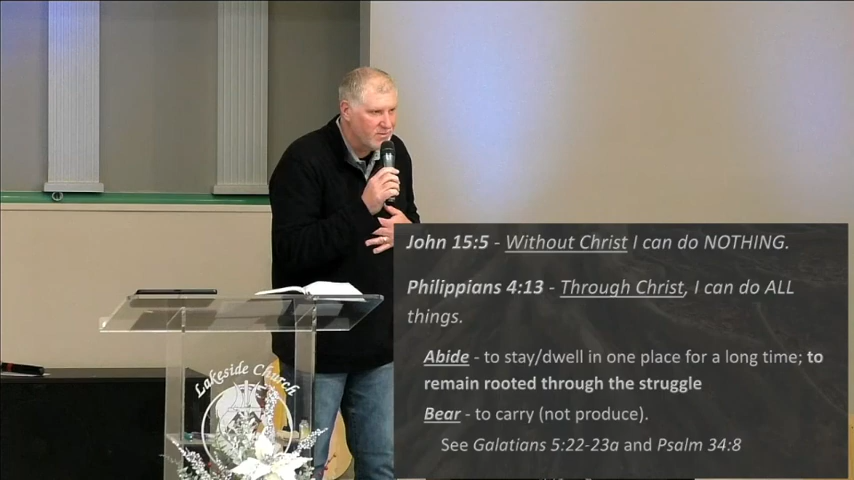 John 15:5 - Without Christ I can do NOTHING.
Philippians 4:13 - Through Christ, I can do ALL
things.
Abide - to stay/dwell in one place for a long time; to
remain rooted through the struggle
Bear - to carry (not produce).
See Galatians 5:22-23a and Psalm 34:8
Lakeside Church